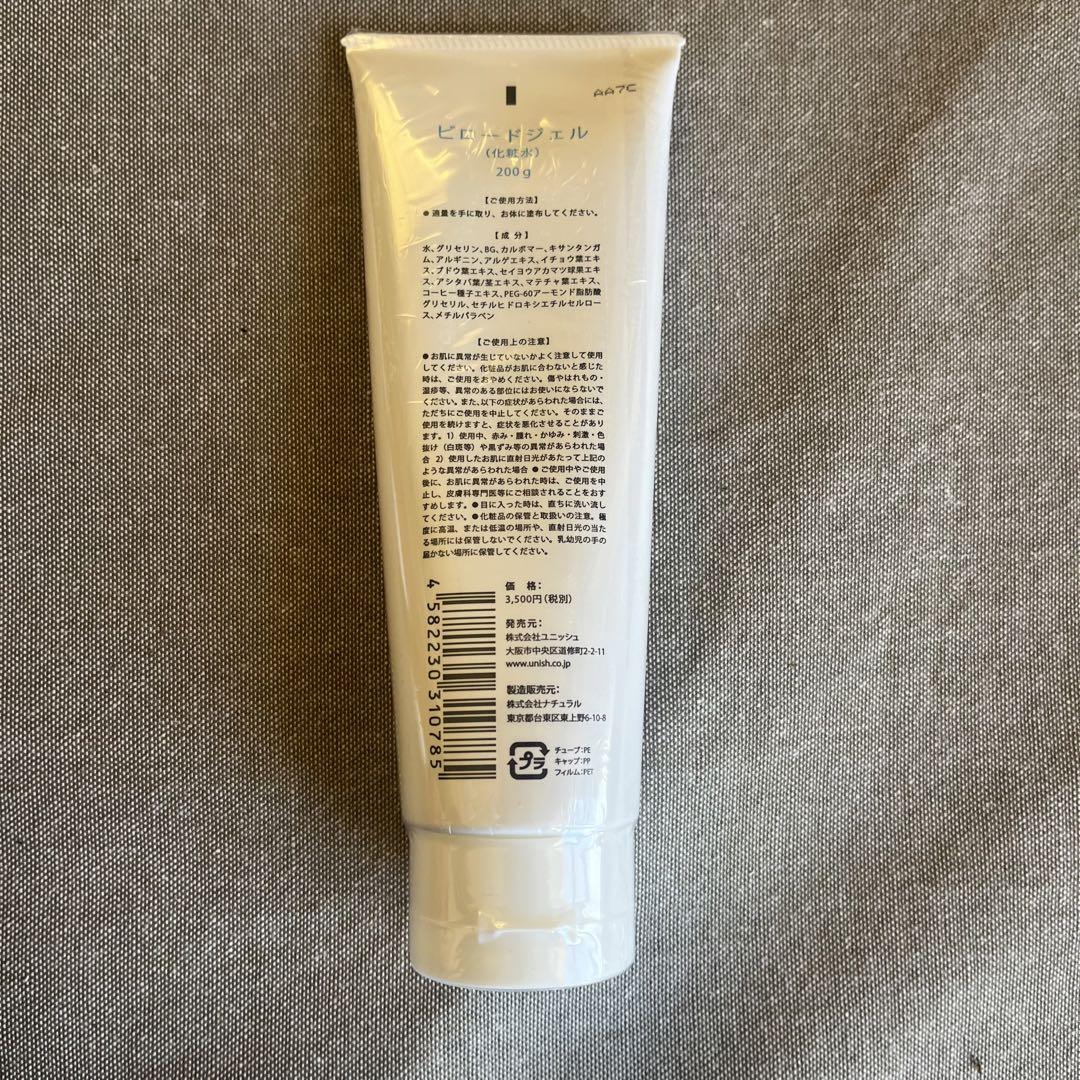 AA7C
ビロードジェル
(化粧水)
200g
【ご使用方法】
●適量を手に取り、お体に塗布してください。
【成分】
水、グリセリン、BG、カルボマー、キサンタンガ
ム、アルギニン、アルゲエキス、イチョウ葉エキ
ス、ブドウ葉エキス、セイヨウアカマツ球果エキ
ス、アシタバ葉/茎エキス、マテチャ葉エキス、
コーヒー種子エキス、PEG-60アーモンド脂肪酸
グリセリル、セチルヒドロキシエチルセルロー
ス、メチルパラベン
【ご使用上の注意】
●お肌に異常が生じていないかよく注意して使用
してください。化粧品がお肌に合わないと感じた
時は、ご使用をおやめください。傷やはれもの・
湿疹等、異常のある部位にはお使いにならないで
ください。また、以下の症状があらわれた場合には、
ただちにご使用を中止してください。そのままご
使用を続けますと、症状を悪化させることがあり
ます。1）使用中、赤み・腫れ・かゆみ・刺激・色
抜け（白斑等）や黒ずみ等の異常があらわれた場
合 2）使用したお肌に直射日光があたって上記の
ような異常があらわれた場合 ●ご使用中やご使用
後に、お肌に異常があらわれた時は、ご使用を中
止し、皮膚科専門医等にご相談されることをおす
すめします。●目に入った時は、直ちに洗い流し
てください。●化粧品の保管と取扱いの注意。極
度に高温、または低温の場所や、直射日光の当た
る場所には保管しないでください。乳幼児の手の
届かない場所に保管してください。
4 582230 310785
価 格：
3,500円（税別）
発売元：
株式会社ユニッシュ
大阪市中央区道修町2-2-11
www.unish.co.jp
製造販売元：
株式会社ナチュラル
東京都台東区東上野6-10-8
プラ
チューブ：PE
キャップ：PP
フィルム：PET